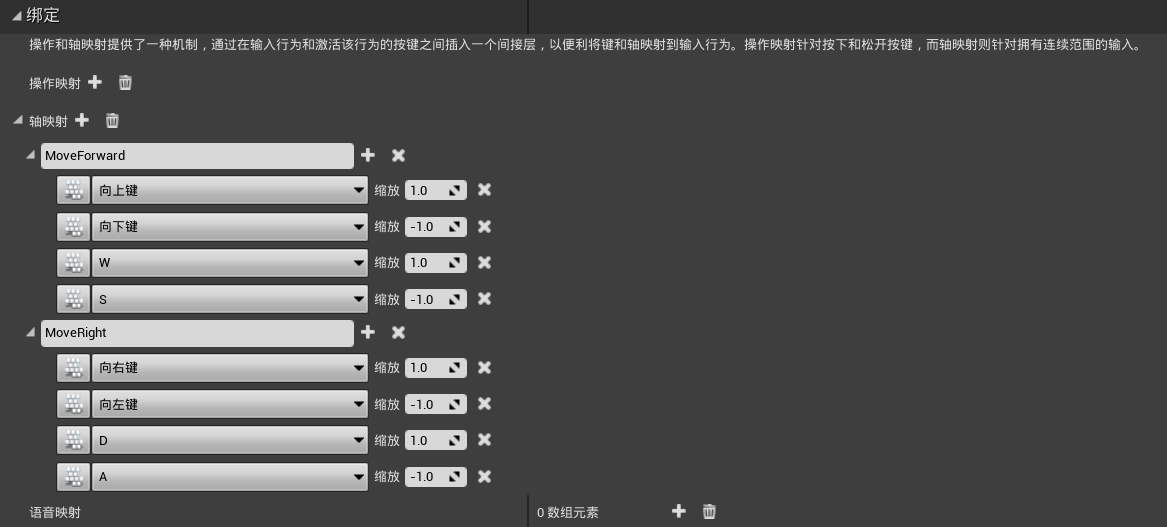 绑定
操作和轴映射提供了一种机制，通过在输入行为和激活该行为的按键之间插入一个间接层，以便利将键和轴映射到输入行为。操作映射针对按下和松开按键，而轴映射则针对拥有连续范围的输入。
操作映射
轴映射
MoveForward
向上键 缩放 1.0
向下键 缩放 -1.0
W 缩放 1.0
S 缩放 -1.0
MoveRight
向右键 缩放 1.0
向左键 缩放 -1.0
D 缩放 1.0
A 缩放 -1.0
语音映射 0 数组元素